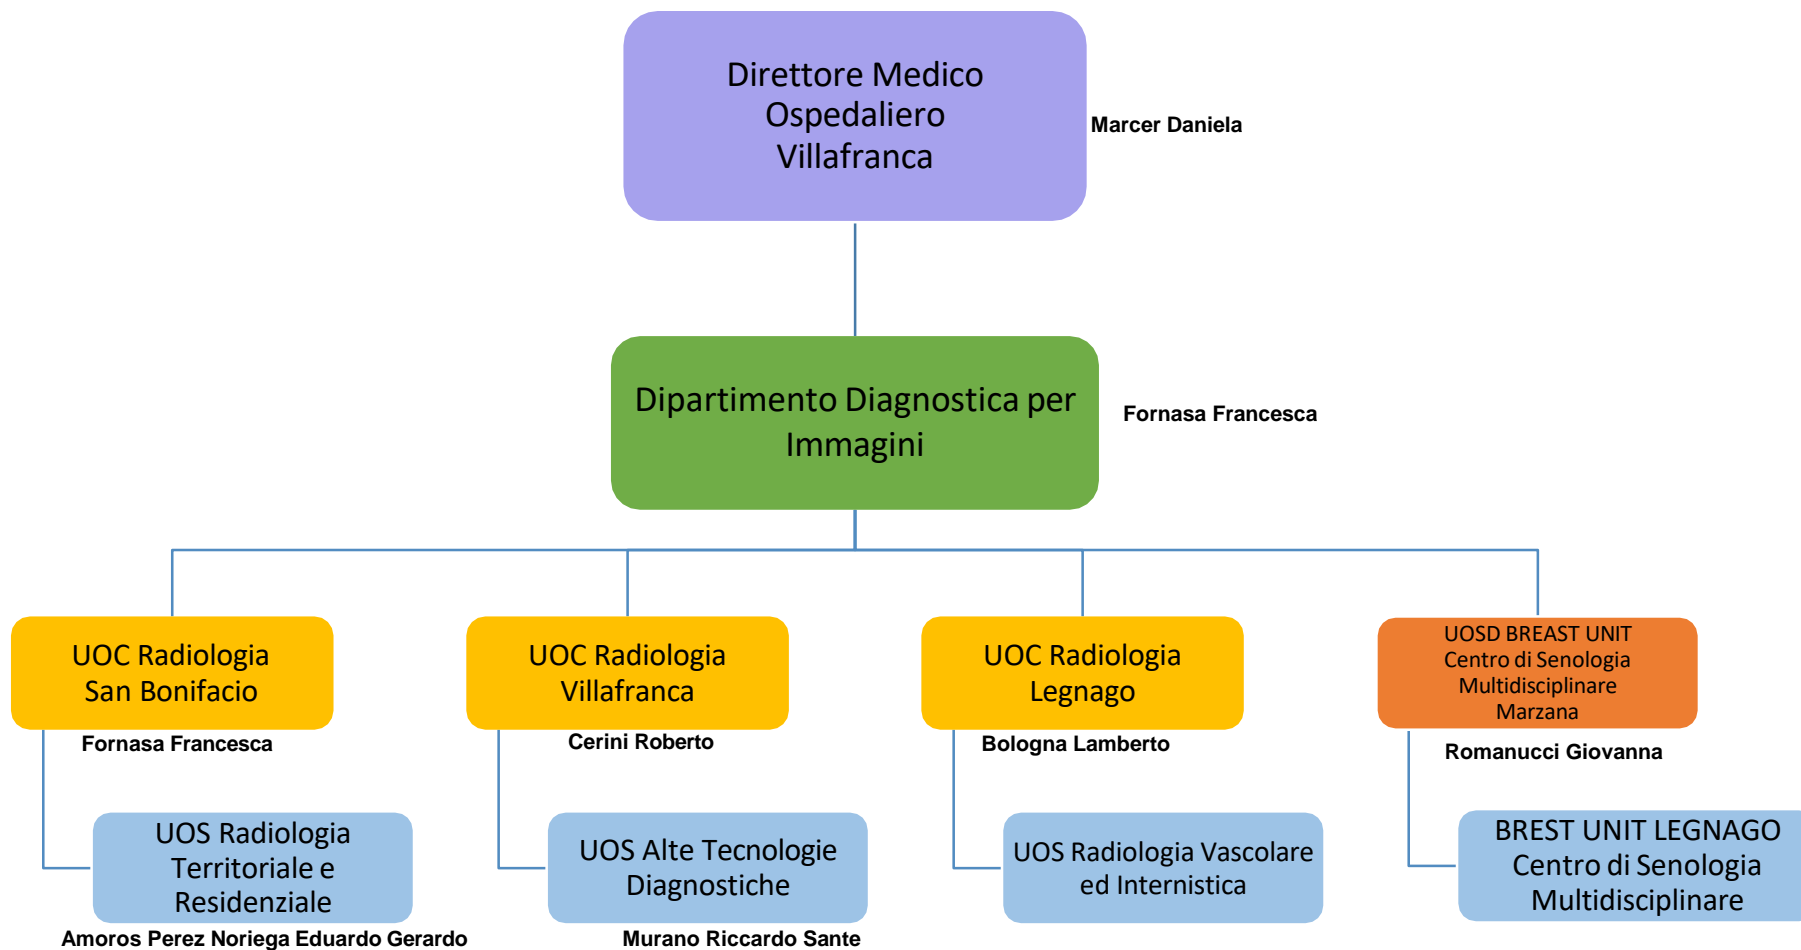 Direttore Medico
Ospedaliero
Villafranca
Marcer Daniela
Dipartimento Diagnostica per
Immagini
Fornasa Francesca
UOC Radiologia
San Bonifacio
Fornasa Francesca
UOC Radiologia
Villafranca
Cerini Roberto
UOC Radiologia
Legnago
Bologna Lamberto
UOSD BREAST UNIT
Centro di Senologia
Multidisciplinare
Marzana
Romanucci Giovanna
UOS Radiologia
Territoriale e
Residenziale
Amoros Perez Noriega Eduardo Gerardo
UOS Alte Tecnologie
Diagnostiche
Murano Riccardo Sante
UOS Radiologia Vascolare
ed Internistica
BREST UNIT LEGNAGO
Centro di Senologia
Multidisciplinare